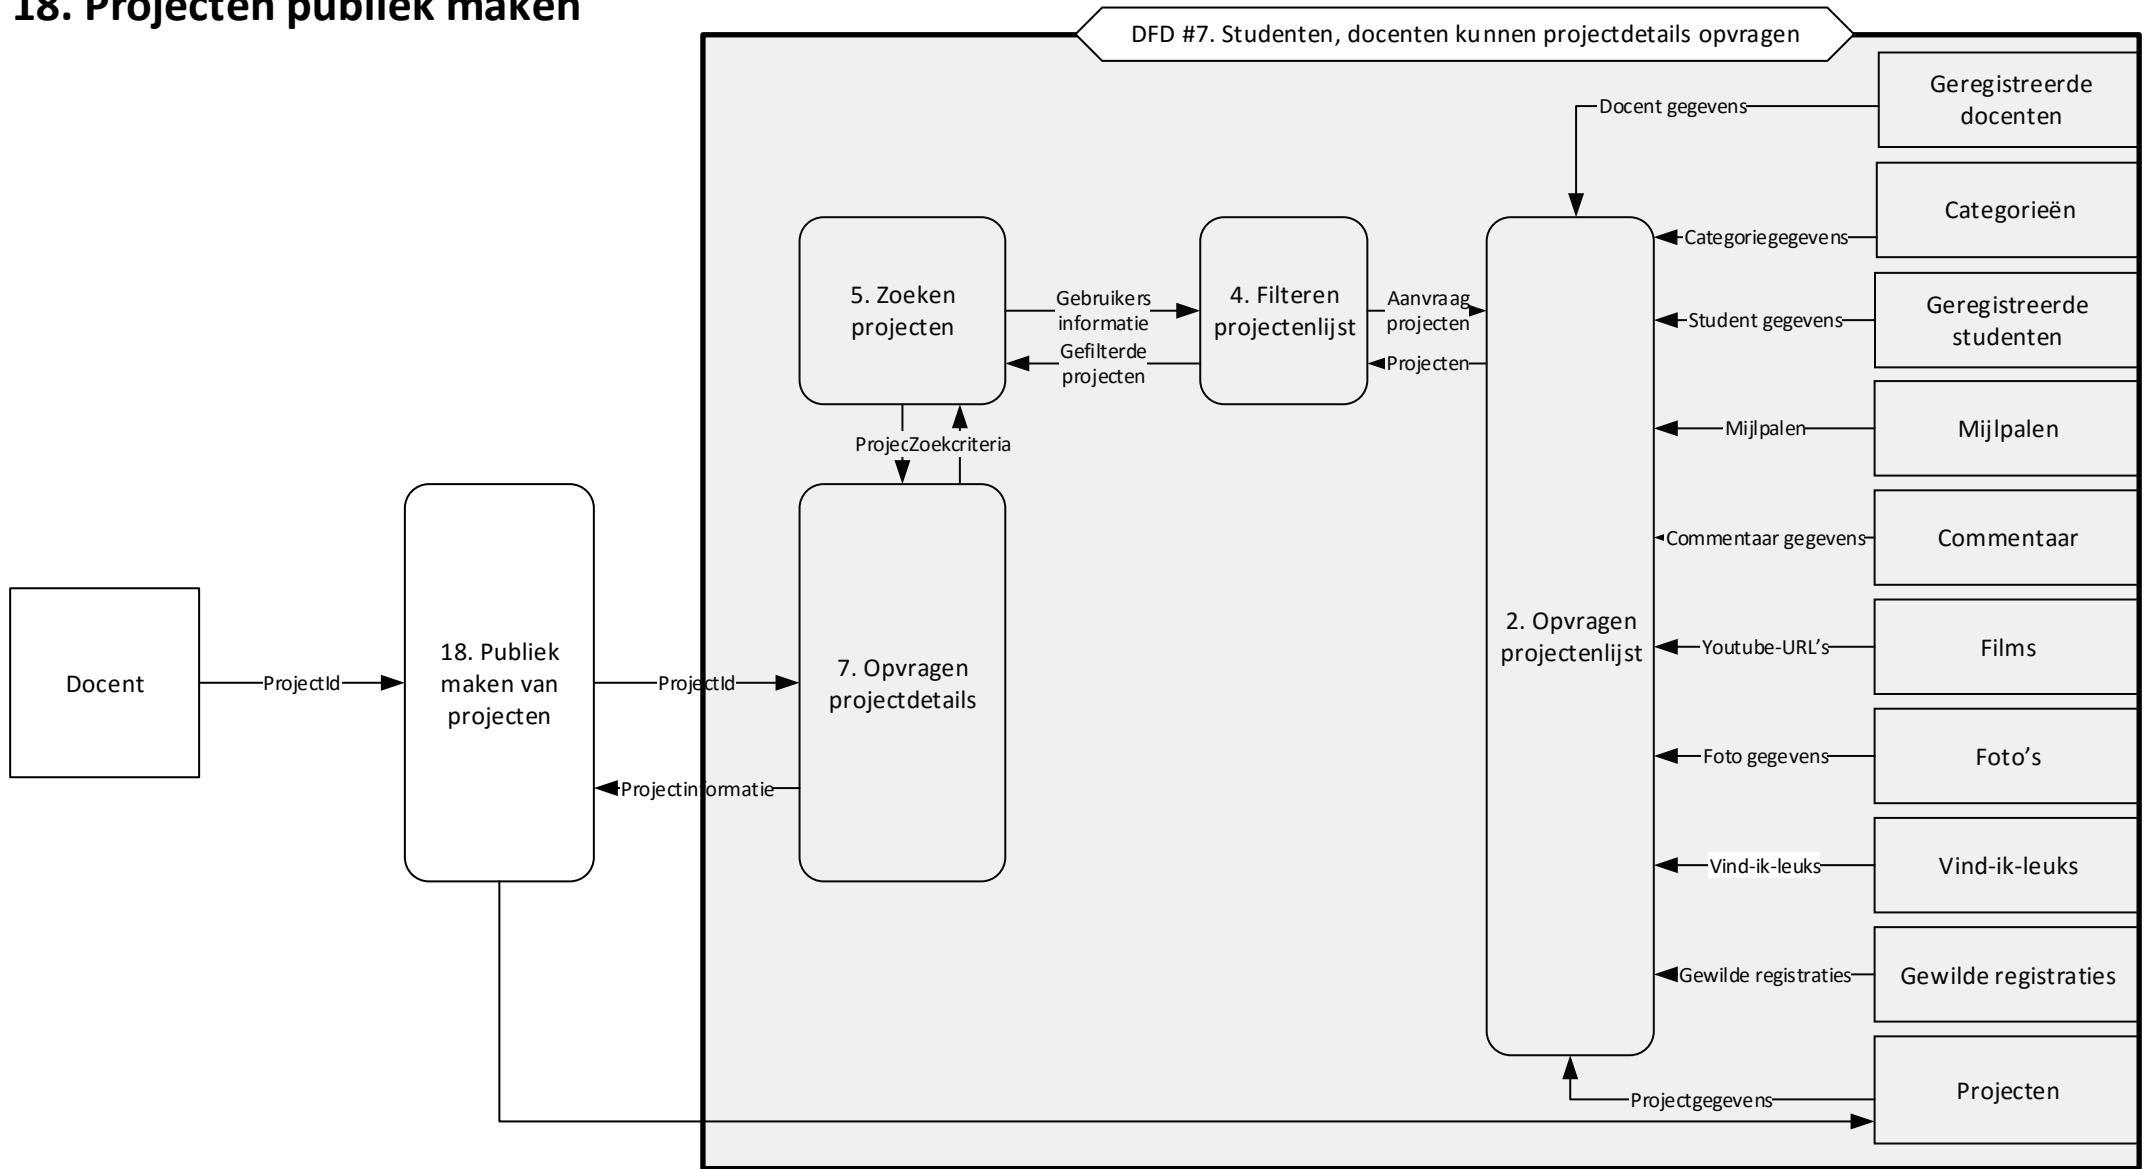 18. Projecten publiek maken
DFD #7. Studenten, docenten kunnen projectdetails opvragen
Geregistreerde
docenten
Docent gegevens
Categorieën
Categoriegegevens
5. Zoeken
projecten
Gebruikers
informatie
4. Filteren
projectenlijst
Aanvraag
projecten
Gefilterde
projecten
Projecten
Student gegevens
Geregistreerde
studenten
Mijlpalen
Mijlpalen
Zoekcriteria
Commentaar gegevens
Commentaar
2. Opvragen
projectenlijst
Youtube-URL’s
Films
Docent
ProjectId
18. Publiek
maken van
projecten
ProjectId
7. Opvragen
projectdetails
Foto gegevens
Foto’s
Projectinformatie
Vind-ik-leuks
Vind-ik-leuks
Gewilde registraties
Gewilde registraties
Projectgegevens
Projecten